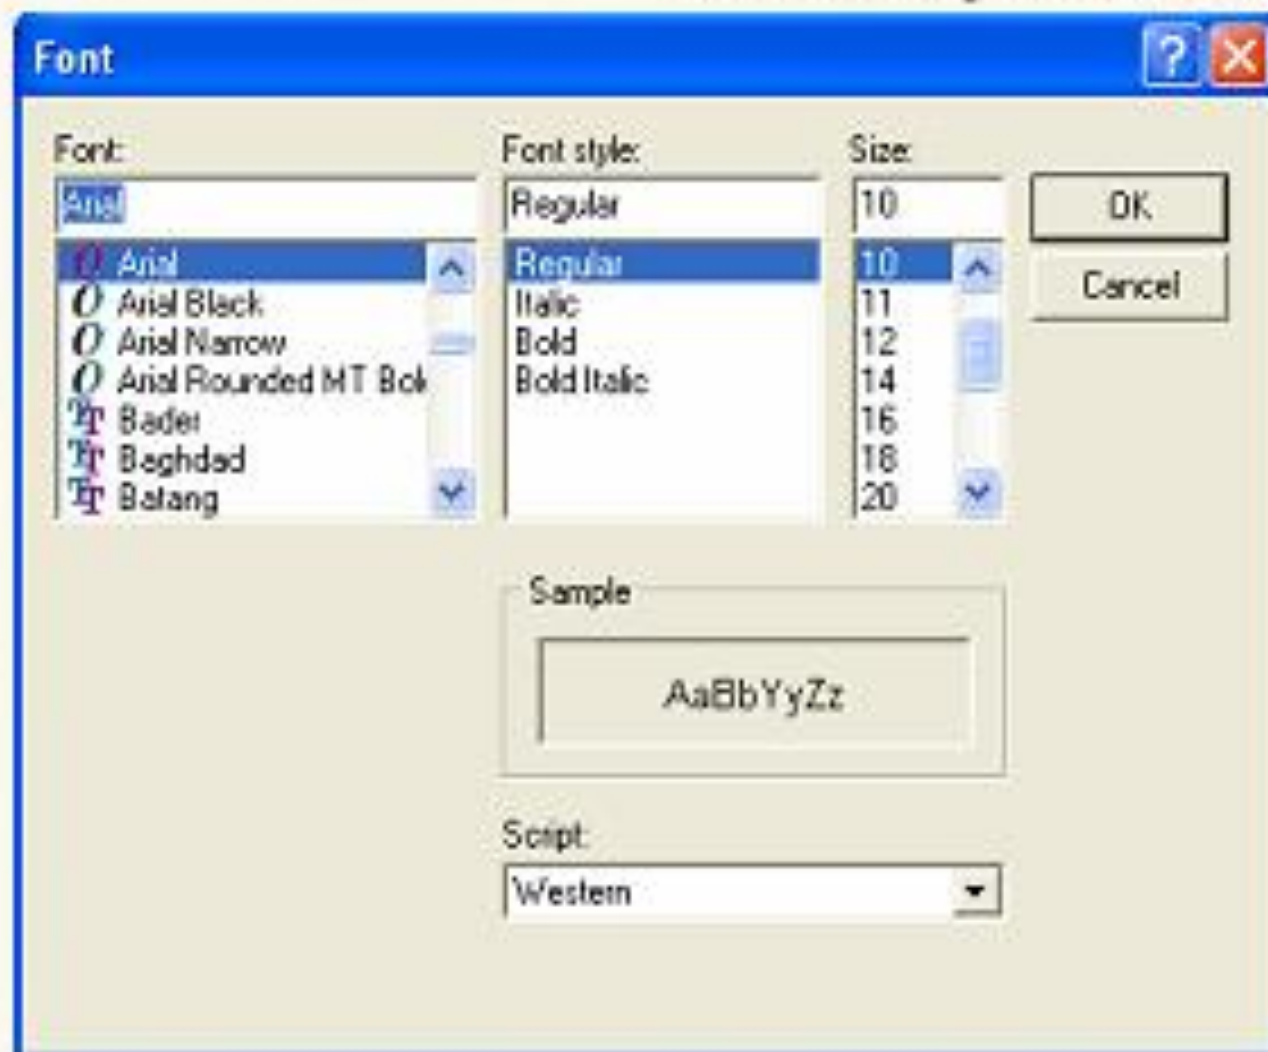 Font
Font:
Arial
Arial
Arial Black
Arial Narrow
Arial Rounded MT Bol
Bader
Baghdad
Batang
Font style:
Regular
Regular
Italic
Bold
Bold Italic
Size:
10
10
11
12
14
16
18
20
OK
Cancel
Sample
AaBbYyZz
Script:
Western